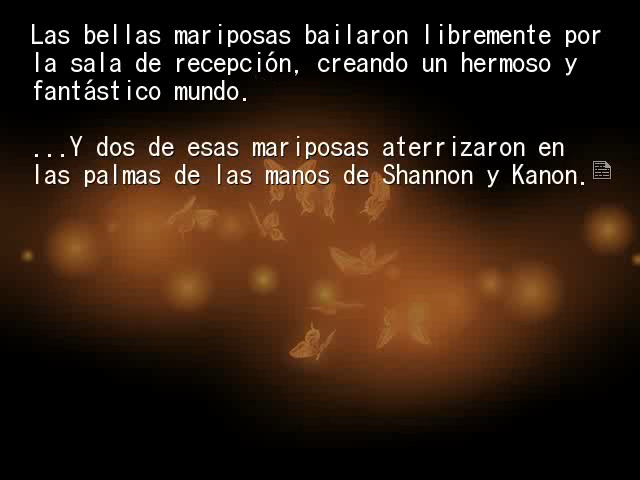 Las bellas mariposas bailaron libremente por
la sala de recepción, creando un hermoso y
fantástico mundo.
...Y dos de esas mariposas aterrizaron en
las palmas de las manos de Shannon y Kanon.